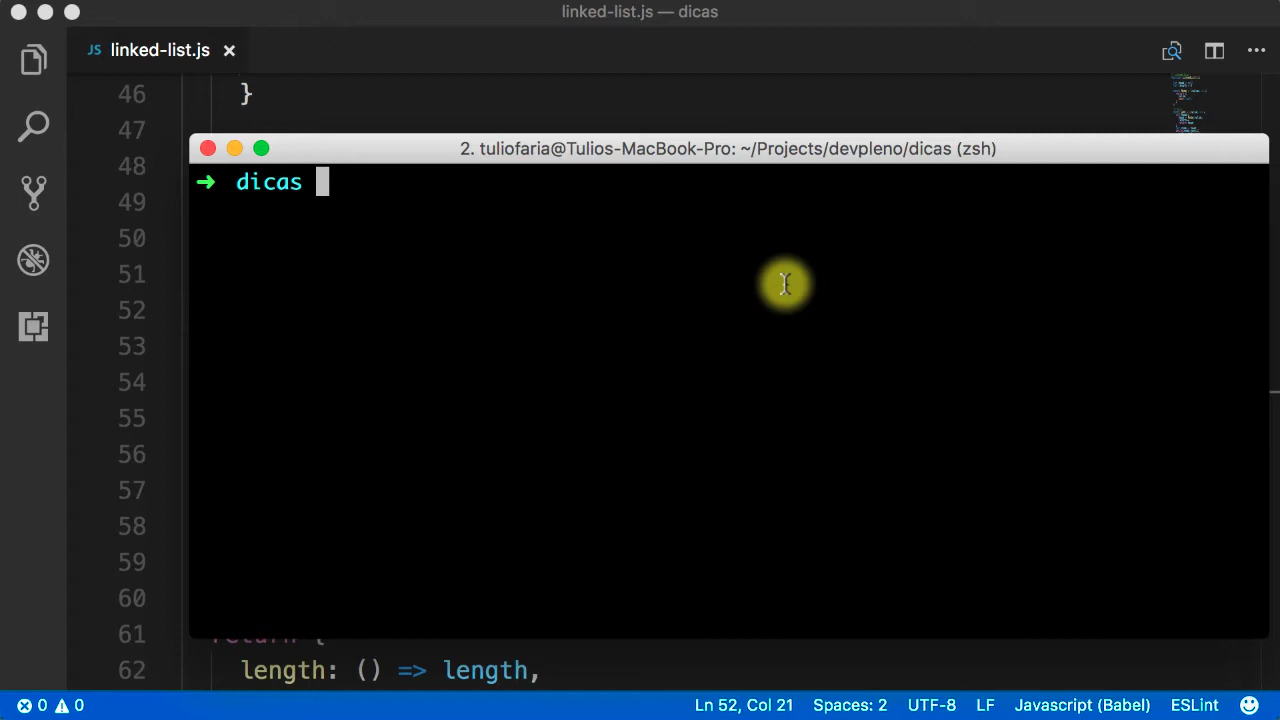 linked-list.js — dicas
JS linked-list.js ×
46 }
47
2. tuliofaria@Tulios-MacBook-Pro: ~/Projects/devpleno/dicas (zsh)
48
➜ dicas
49
50
51
52
53
54
55
56
57
58
59
60
61 return {
62 length: () => length,
0 0 Ln 52, Col 21 Spaces: 2 UTF-8 LF Javascript (Babel) ESLint